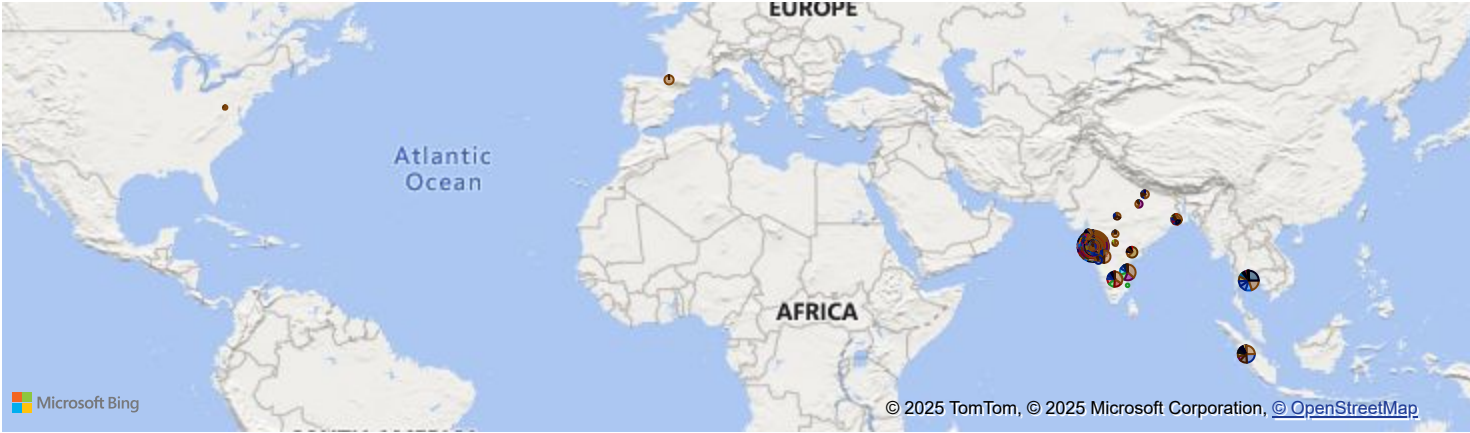 EUROPE
Atlantic
Ocean
AFRICA
Microsoft Bing
© 2025 TomTom, © 2025 Microsoft Corporation, © OpenStreetMap